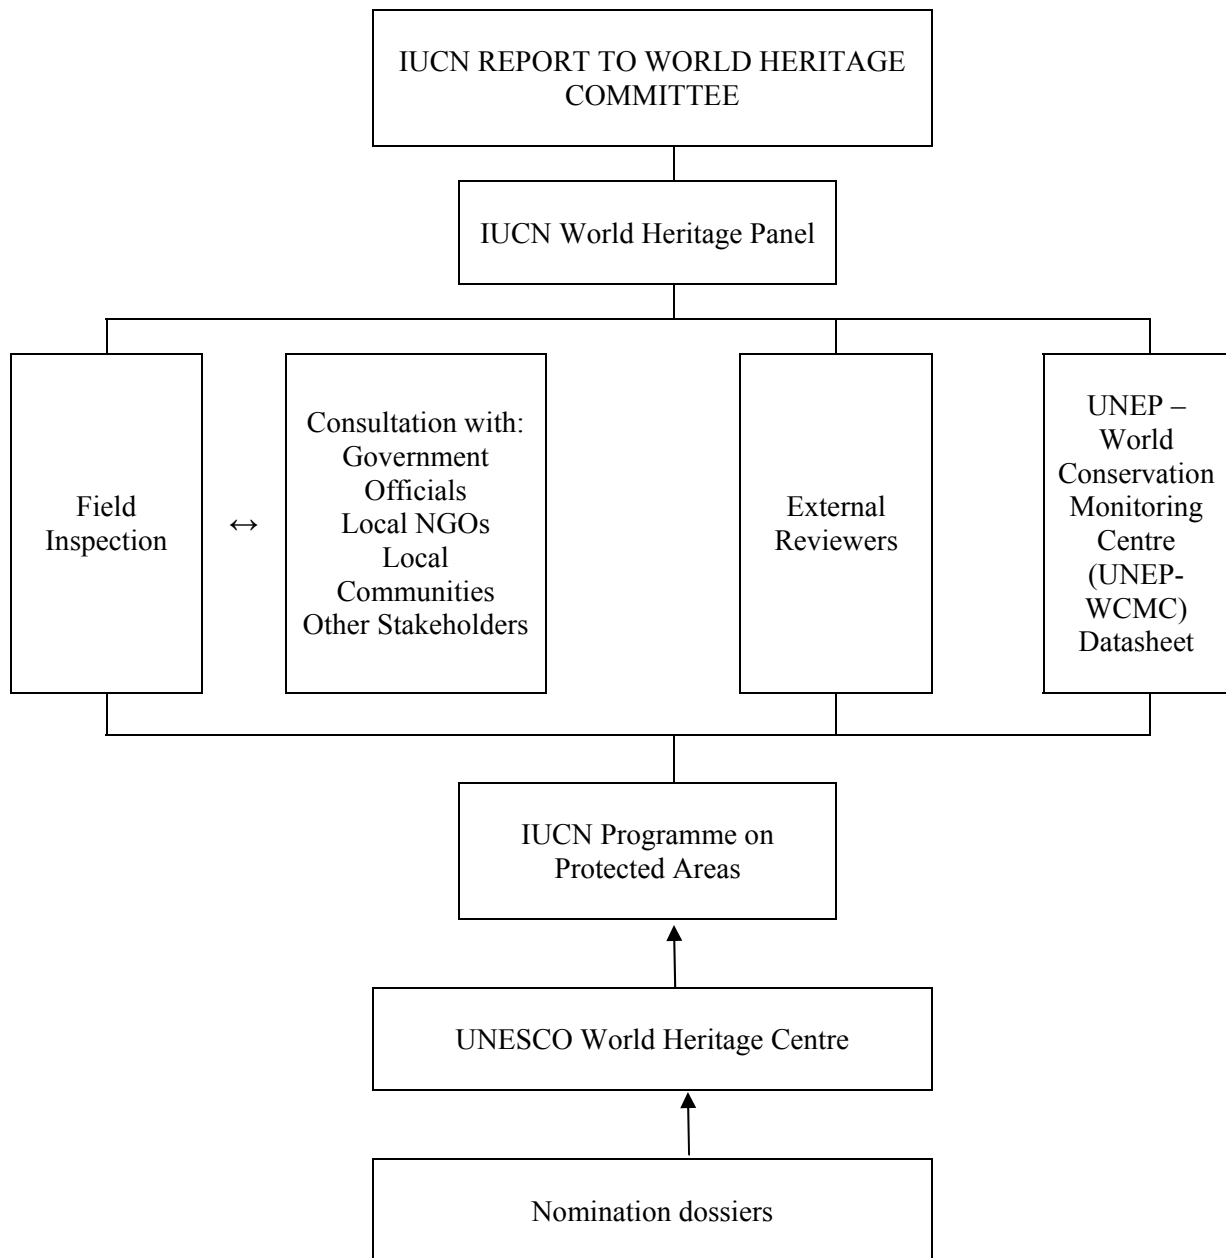 IUCN REPORT TO WORLD HERITAGE
COMMITTEE
IUCN World Heritage Panel
Field
Inspection
↔
Consultation with:
Government
Officials
Local NGOs
Local
Communities
Other Stakeholders
External
Reviewers
UNEP –
World
Conservation
Monitoring
Centre
(UNEP-
WCMC)
Datasheet
IUCN Programme on
Protected Areas
UNESCO World Heritage Centre
Nomination dossiers